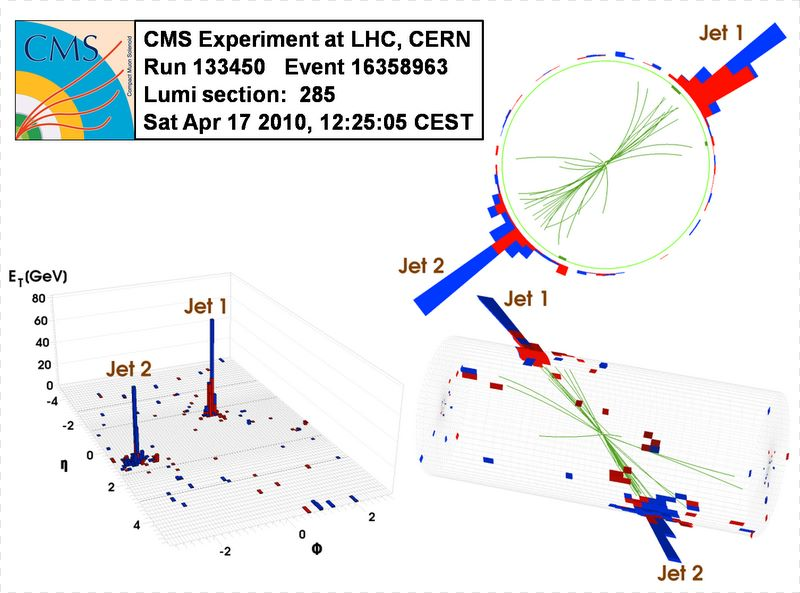 CMS
Compact Muon Solenoid
CMS Experiment at LHC, CERN
Run 133450 Event 16358963
Lumi section: 285
Sat Apr 17 2010, 12:25:05 CEST
Jet 1
Jet 2
E_T(GeV)
80
60
40
20
0
-4
-2
0
2
4
η
-2
0
2
Φ
Jet 1
Jet 2
Jet 1
Jet 2